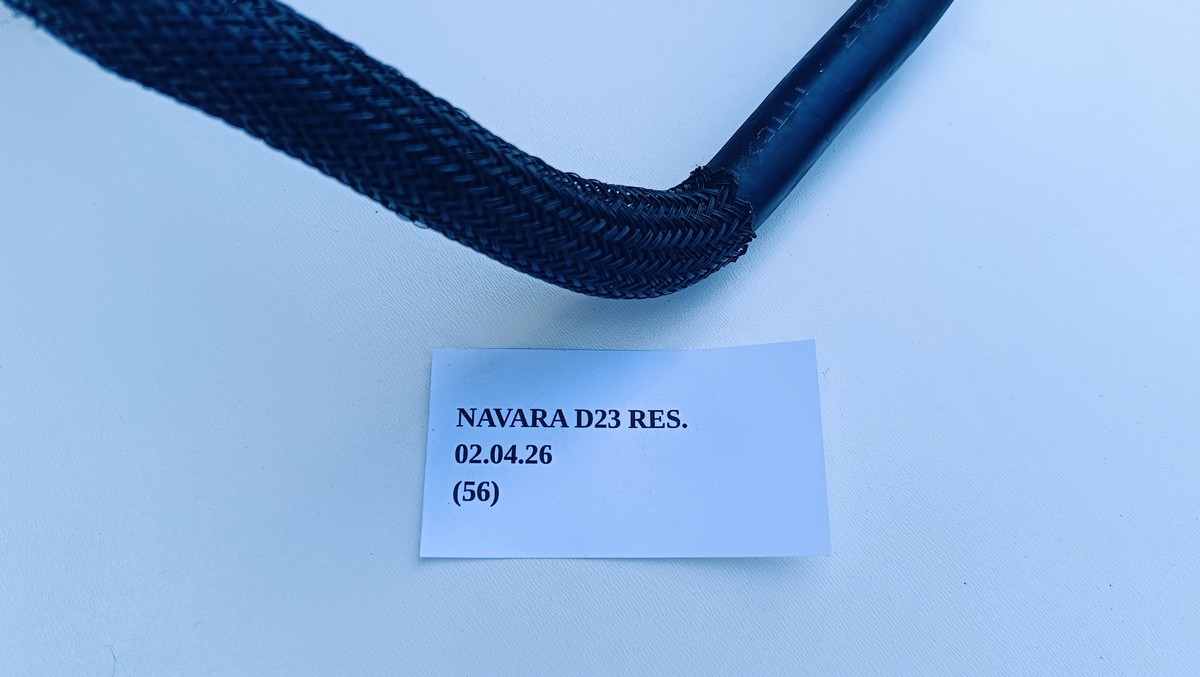 NAVARA D23 RES.
02.04.26
(56)